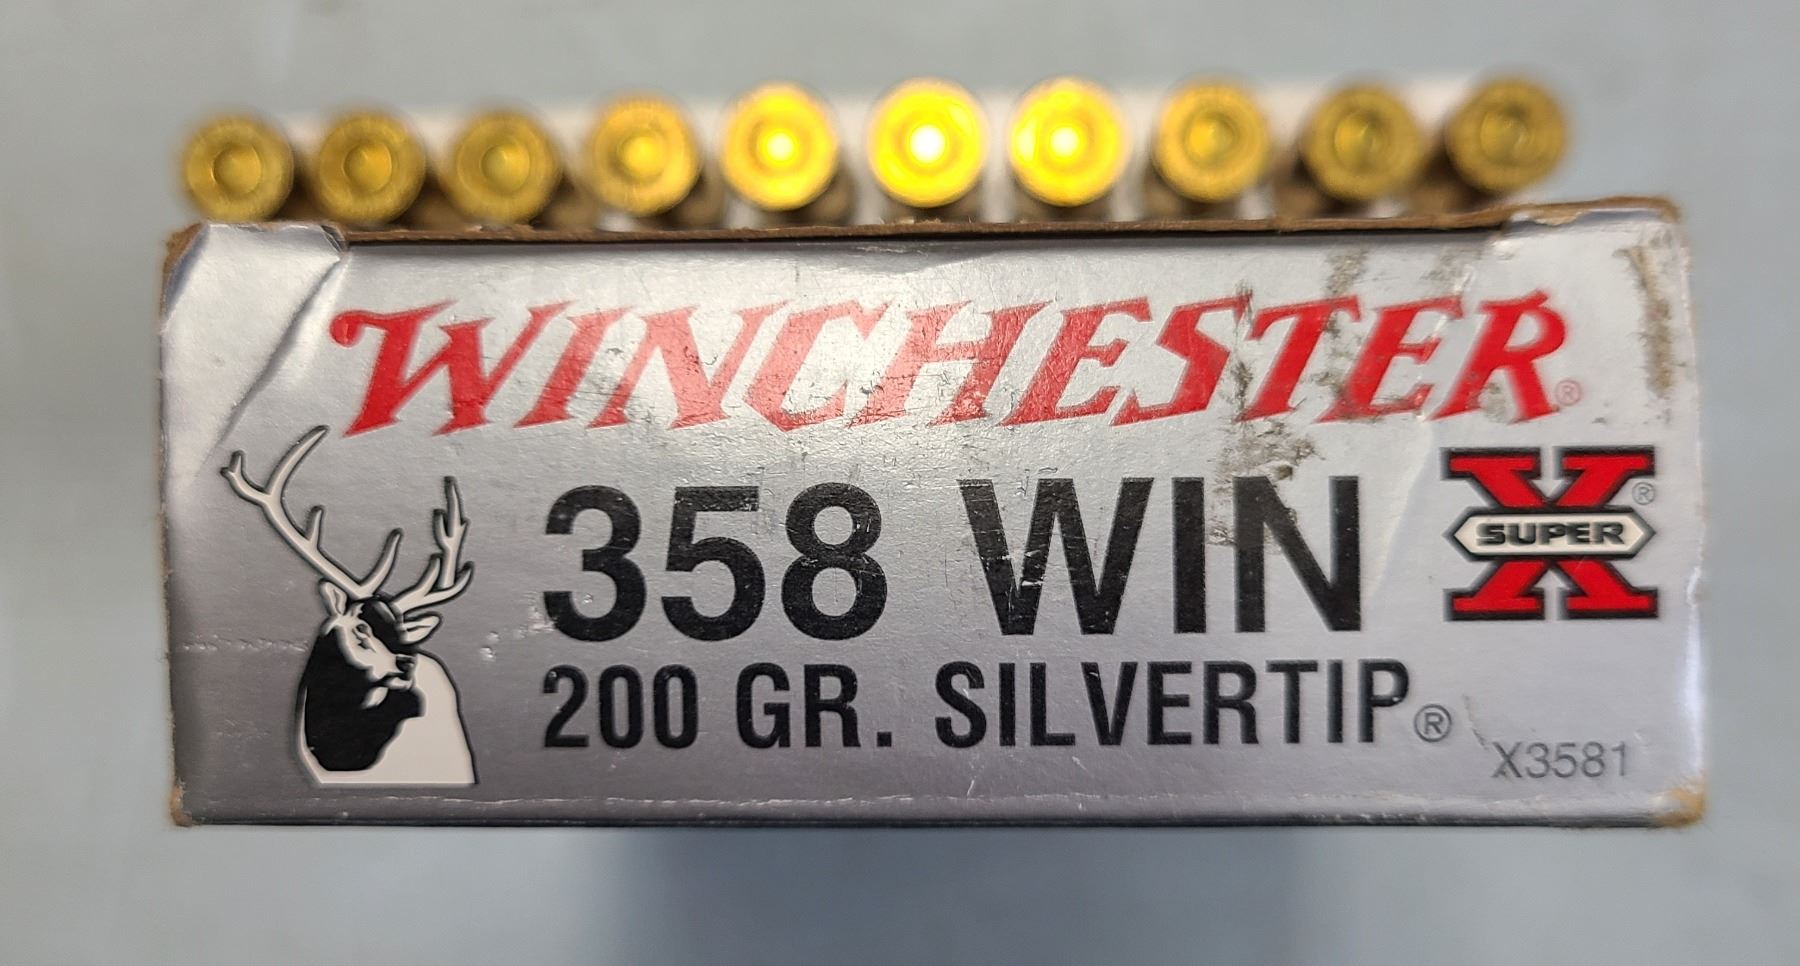 WINCHESTER®
358 WIN
SUPER X®
200 GR. SILVERTIP®
X3581